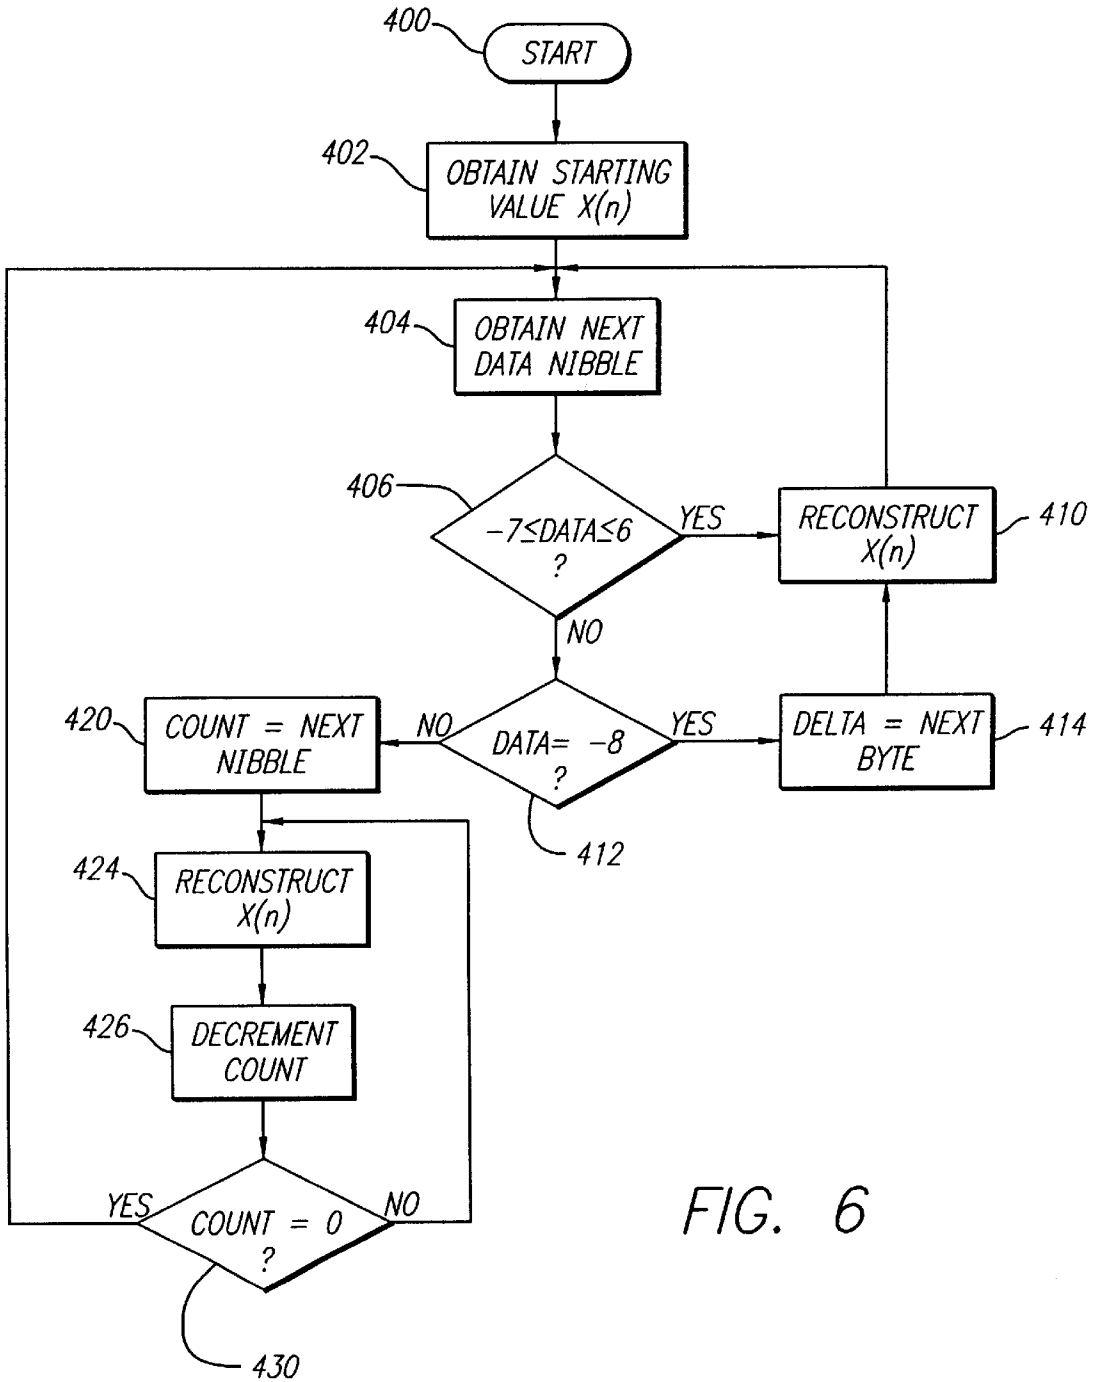 400
START
402
OBTAIN STARTING
VALUE X(n)
404
OBTAIN NEXT
DATA NIBBLE
406
-7≤DATA≤6
?
YES
RECONSTRUCT
X(n)
410
NO
420
COUNT = NEXT
NIBBLE
NO
DATA= -8
?
YES
DELTA = NEXT
BYTE
414
412
424
RECONSTRUCT
X(n)
426
DECREMENT
COUNT
YES
COUNT = 0
?
NO
430
FIG. 6